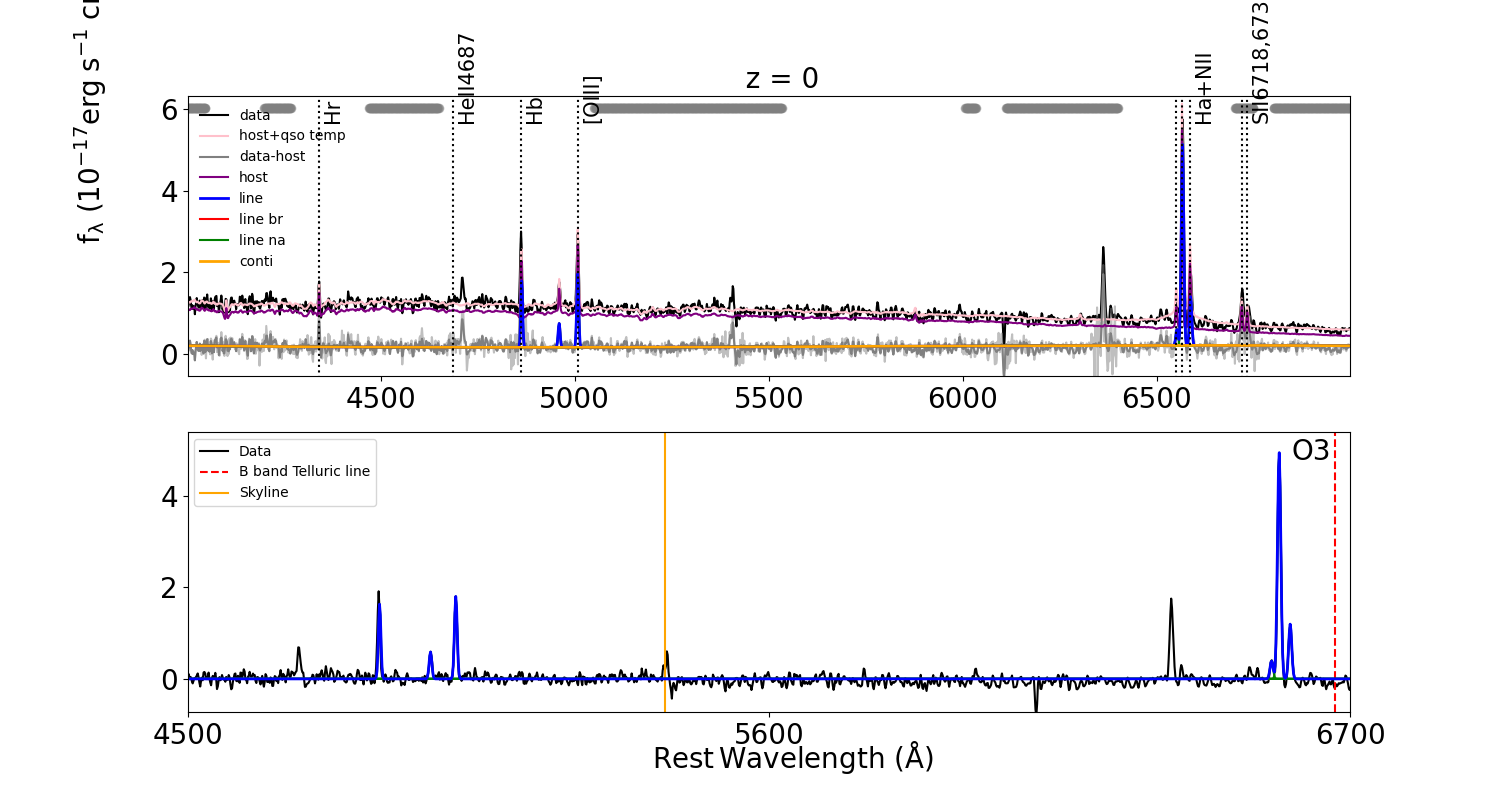 z = 0
f_λ (10^−17 erg s^−1 c
Hr
HeII4687
Hb
[OIII]
Ha+NII
SII6718,673
6
4
2
0
data
host+qso temp
data-host
host
line
line br
line na
conti
4500
5000
5500
6000
6500
Data
B band Telluric line
Skyline
O3
4
2
0
4500
5600
6700
Rest Wavelength (Å)